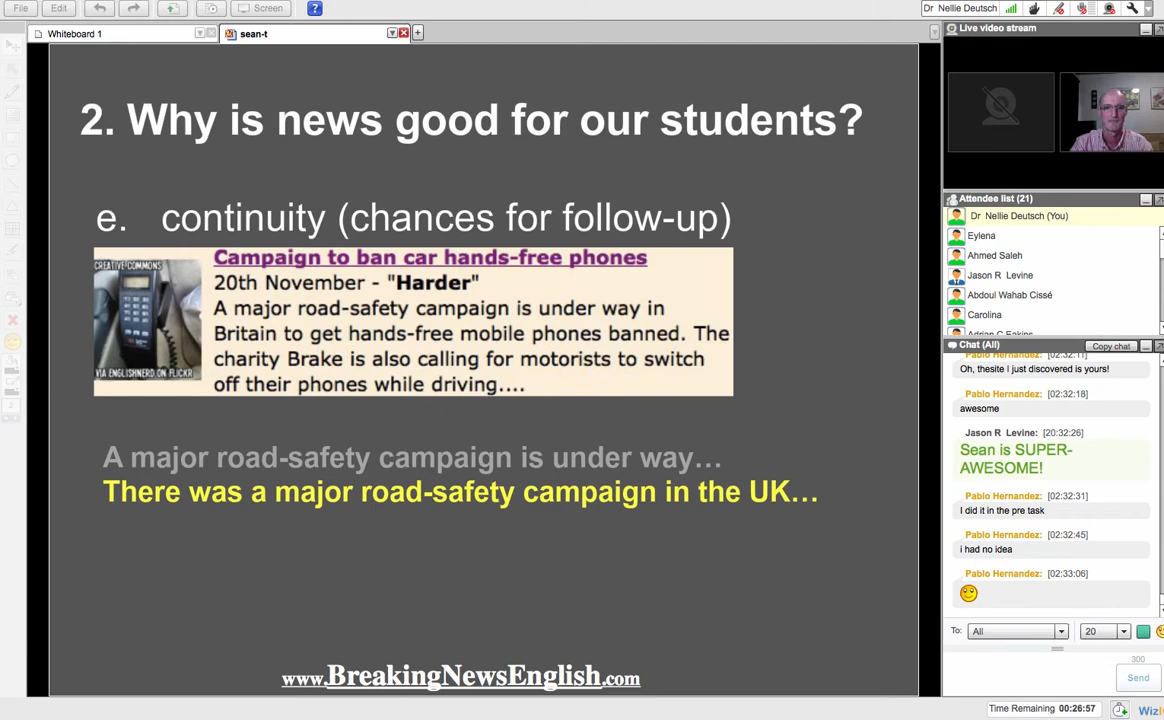 File
Edit
Screen
?
Dr Nellie Deutsch
Whiteboard 1
sean-t
Live video stream
2. Why is news good for our students?
e. continuity (chances for follow-up)
CREATIVE COMMONS
VIA ENGLISHNERD ON FLICKR
Campaign to ban car hands-free phones
20th November - "Harder"
A major road-safety campaign is under way in
Britain to get hands-free mobile phones banned. The
charity Brake is also calling for motorists to switch
off their phones while driving....
A major road-safety campaign is under way…
There was a major road-safety campaign in the UK…
www.BreakingNewsEnglish.com
Attendee list (21)
Dr Nellie Deutsch (You)
Eylena
Ahmed Saleh
Jason R Levine
Abdoul Wahab Cissé
Carolina
Adrian C Eakins
Chat (All)
Copy chat
Pablo Hernandez: [02:32:11]
Oh, thesite I just discovered is yours!
Pablo Hernandez: [02:32:18]
awesome
Jason R Levine: [20:32:26]
Sean is SUPER-
AWESOME!
Pablo Hernandez: [02:32:31]
I did it in the pre task
Pablo Hernandez: [02:32:45]
i had no idea
Pablo Hernandez: [02:33:06]
To: All 20
300
Send
Time Remaining 00:26:57